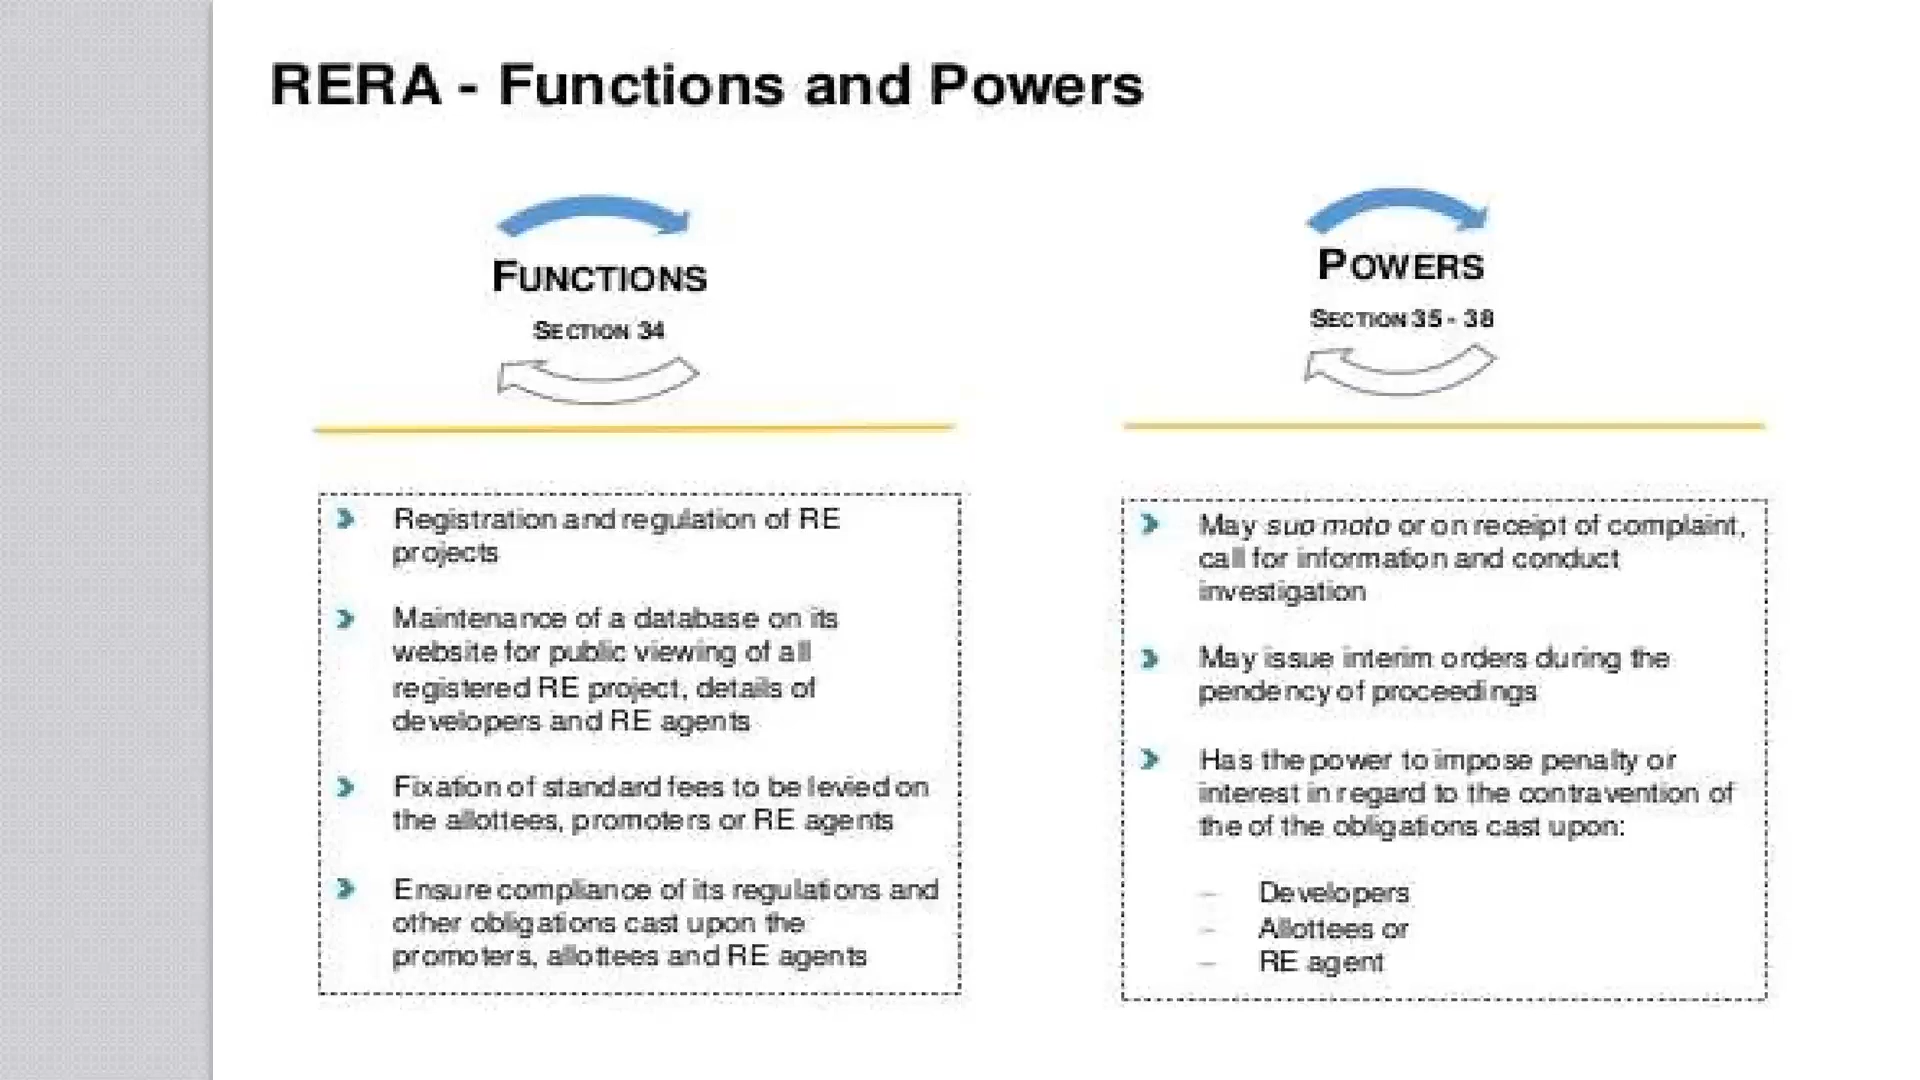 RERA - Functions and Powers
FUNCTIONS
SECTION 34
Registration and regulation of RE
projects
Maintenance of a database on its
website for public viewing of all
registered RE project, details of
developers and RE agents
Fixation of standard fees to be levied on
the allottees, promoters or RE agents
Ensure compliance of its regulations and
other obligations cast upon the
promoters, allottees and RE agents
POWERS
SECTION 35 - 38
May suo moto or on receipt of complaint,
call for information and conduct
investigation
May issue interim orders during the
pendency of proceedings
Has the power to impose penalty or
interest in regard to the contravention of
the of the obligations cast upon:
– Developers
– Allottees or
– RE agent